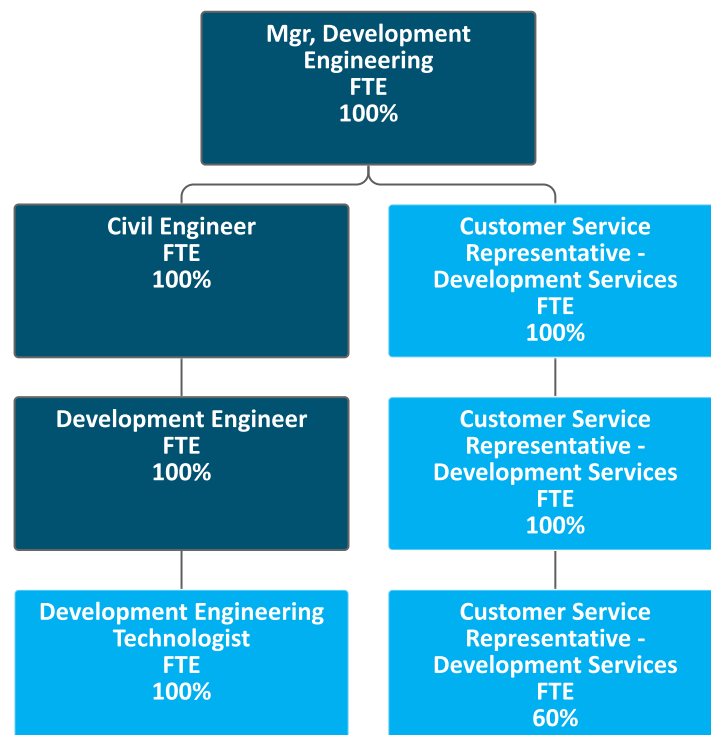 Mgr, Development
Engineering
FTE
100%
Civil Engineer
FTE
100%
Customer Service
Representative -
Development Services
FTE
100%
Development Engineer
FTE
100%
Customer Service
Representative -
Development Services
FTE
100%
Development Engineering
Technologist
FTE
100%
Customer Service
Representative -
Development Services
FTE
60%